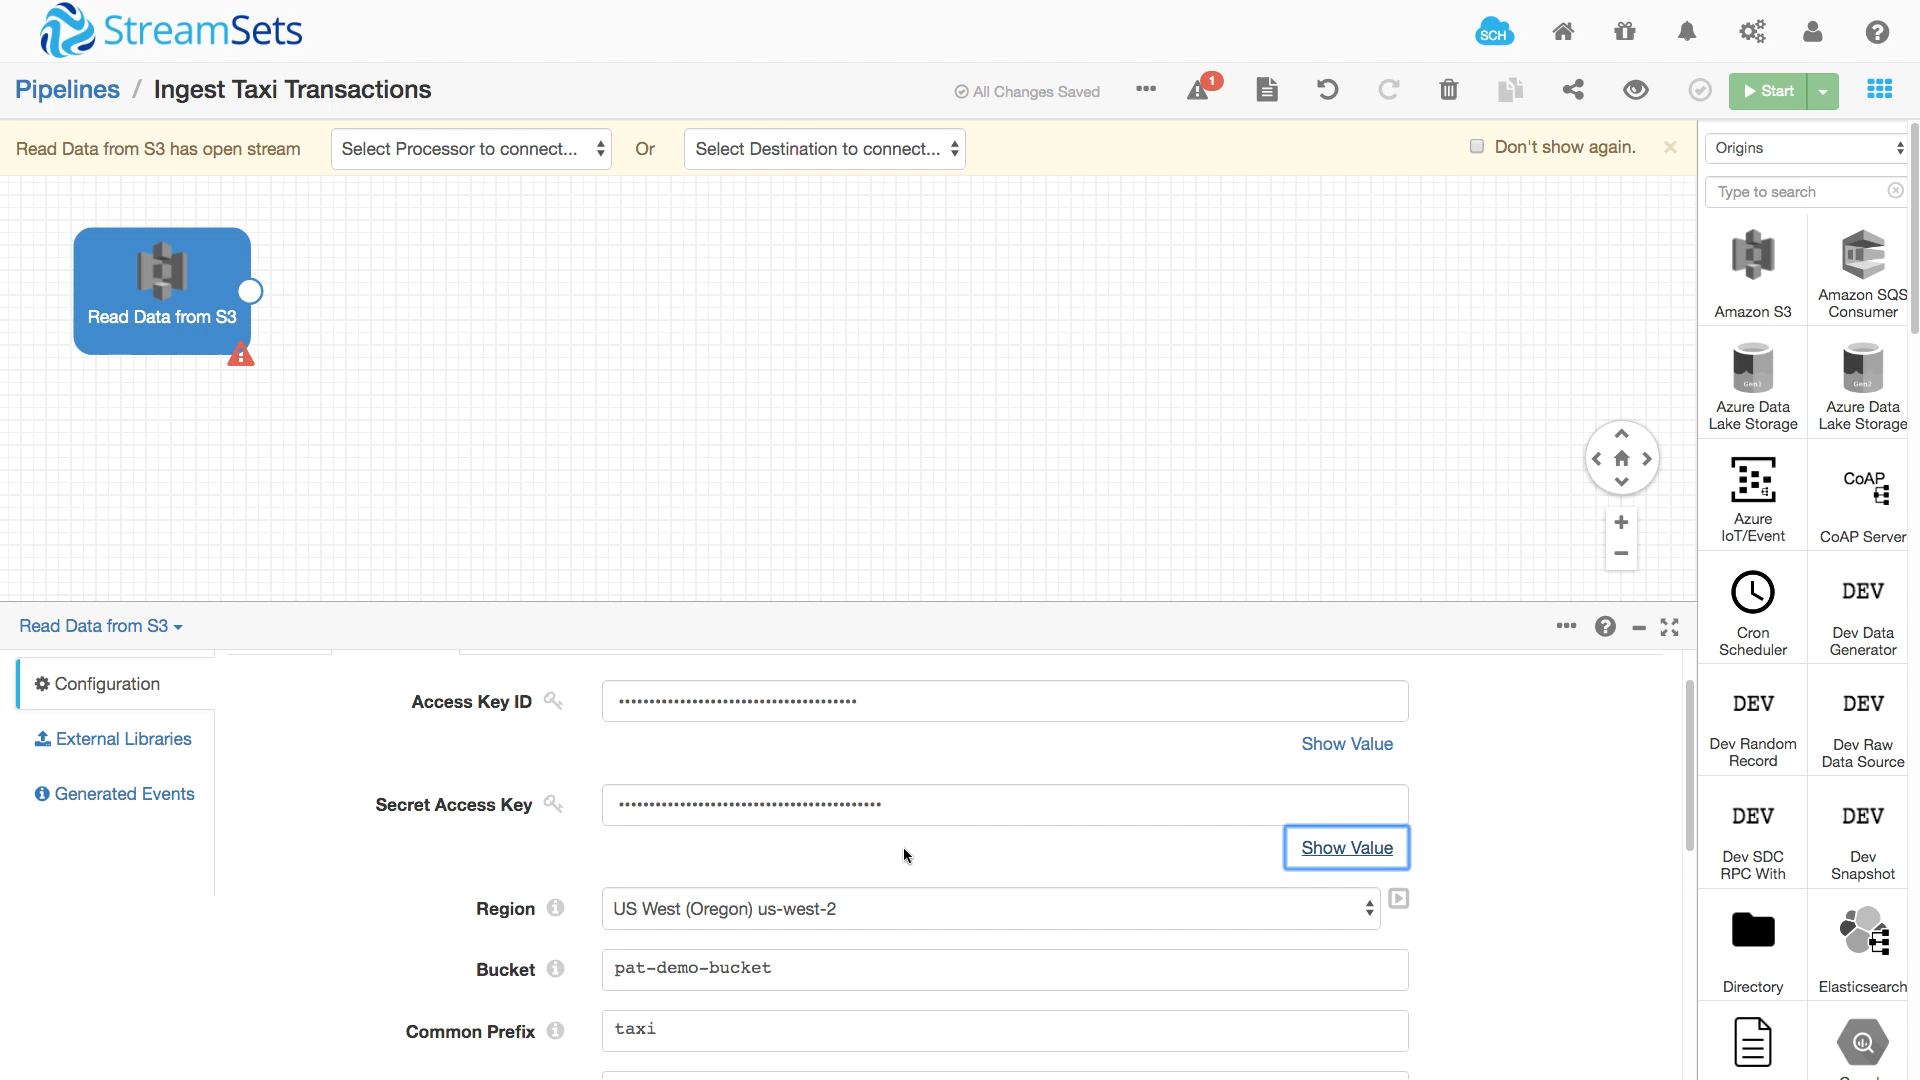 StreamSets
SCH
Pipelines / Ingest Taxi Transactions
All Changes Saved
1
Start
Read Data from S3 has open stream
Select Processor to connect...
Or
Select Destination to connect...
Don't show again.
Origins
Type to search
Read Data from S3
Amazon S3
Amazon SQS
Consumer
Gen1
Azure Data
Lake Storage
Gen2
Azure Data
Lake Storage
Azure
IoT/Event
CoAP
CoAP Server
Cron
Scheduler
DEV
Dev Data
Generator
DEV
Dev Random
Record
DEV
Dev Raw
Data Source
DEV
Dev SDC
RPC With
DEV
Dev
Snapshot
Directory
Elasticsearch
Read Data from S3
Configuration
External Libraries
Generated Events
Access Key ID
Show Value
Secret Access Key
Show Value
Region
US West (Oregon) us-west-2
Bucket
pat-demo-bucket
Common Prefix
taxi